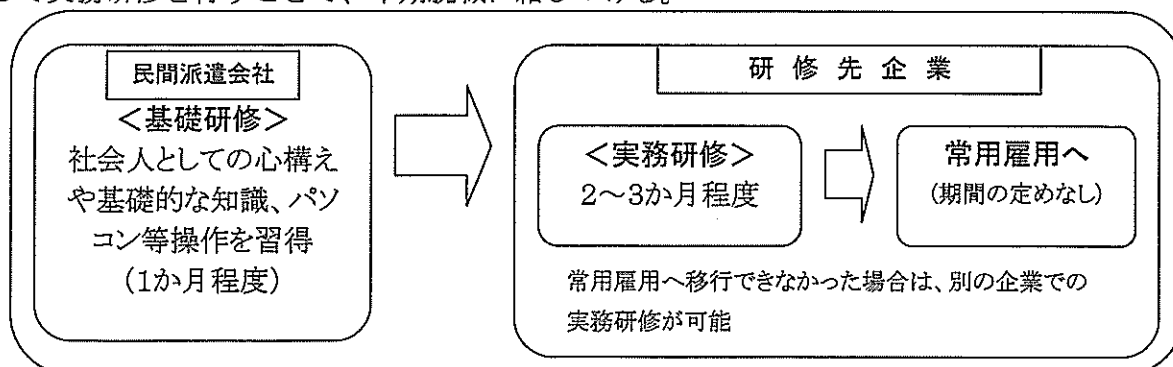 民間派遣会社
<基礎研修>
社会人としての心構え
や基礎的な知識、パソ
コン等操作を習得
(1か月程度)
研修先企業
<実務研修>
2～3か月程度
常用雇用へ
(期間の定めなし)
常用雇用へ移行できなかった場合は、別の企業での
実務研修が可能